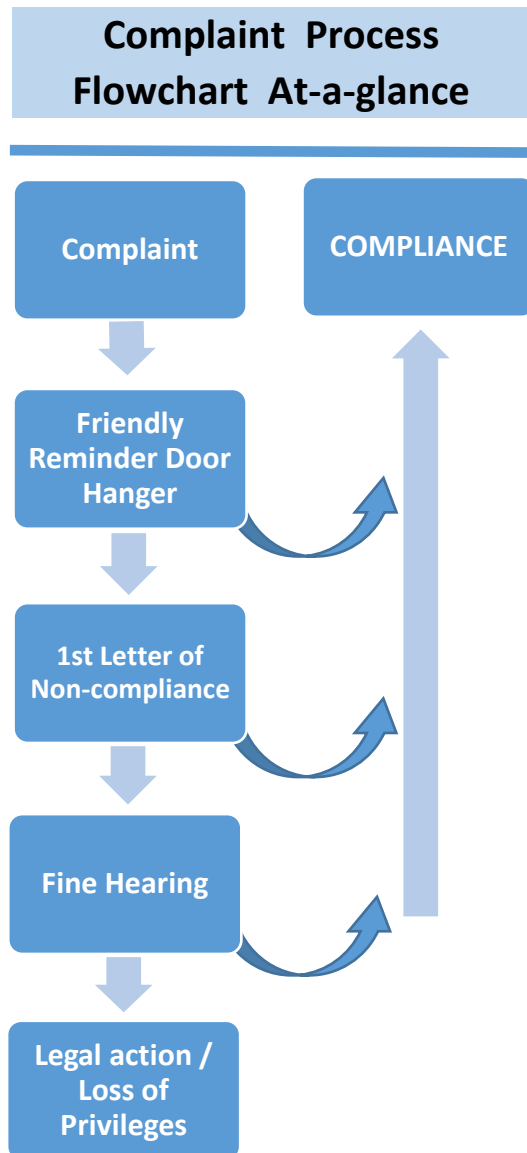 Complaint Process
Flowchart At-a-glance
Complaint
COMPLIANCE
Friendly
Reminder Door
Hanger
1st Letter of
Non-compliance
Fine Hearing
Legal action /
Loss of
Privileges